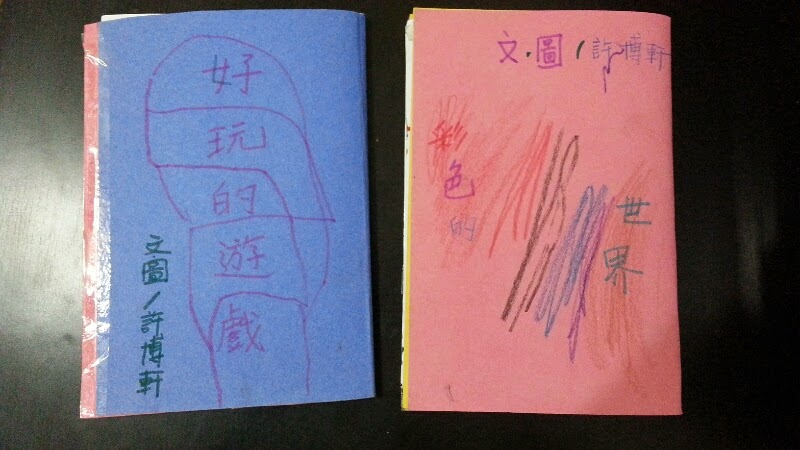 好玩的遊戲
文圖/許博軒
文.圖/許博軒
彩色的
世界